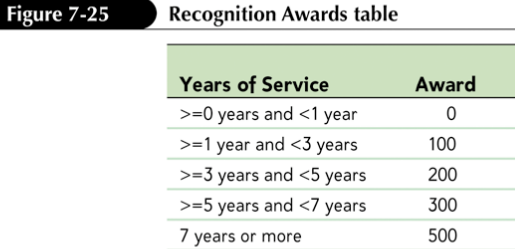 Figure 7-25 Recognition Awards table
Years of Service Award
>=0 years and <1 year 0
>=1 year and <3 years 100
>=3 years and <5 years 200
>=5 years and <7 years 300
7 years or more 500